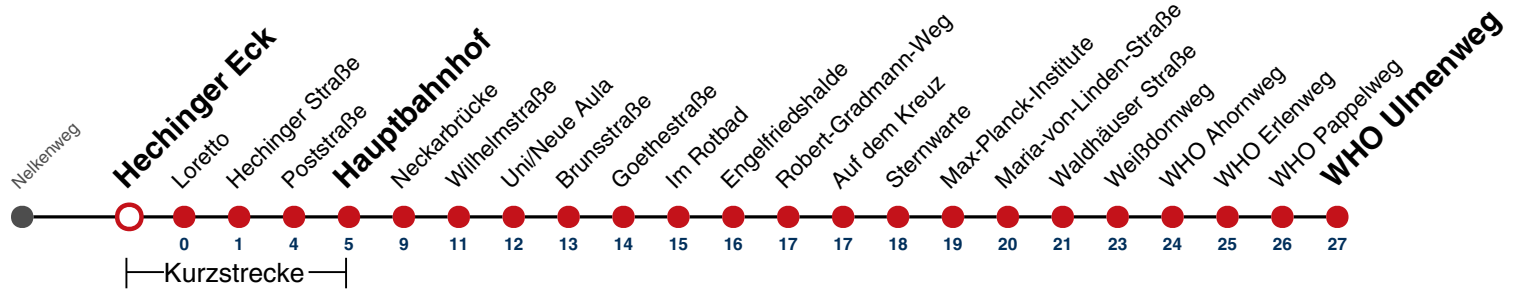 Nelkenweg
Hechinger Eck
Loretto
Hechinger Straße
Poststraße
Hauptbahnhof
Neckarbrücke
Wilhelmstraße
Uni/Neue Aula
Brunsstraße
Goethestraße
Im Rotbad
Engelfriedshalde
Robert-Gradmann-Weg
Auf dem Kreuz
Sternwarte
Max-Planck-Institute
Maria-von-Linden-Straße
Waldhäuser Straße
Weißdornweg
WHO Ahornweg
WHO Erlenweg
WHO Pappelweg
WHO Ulmenweg
0 1 4 5 9 11 12 13 14 15 16 17 17 18 19 20 21 23 24 25 26 27
Kurzstrecke